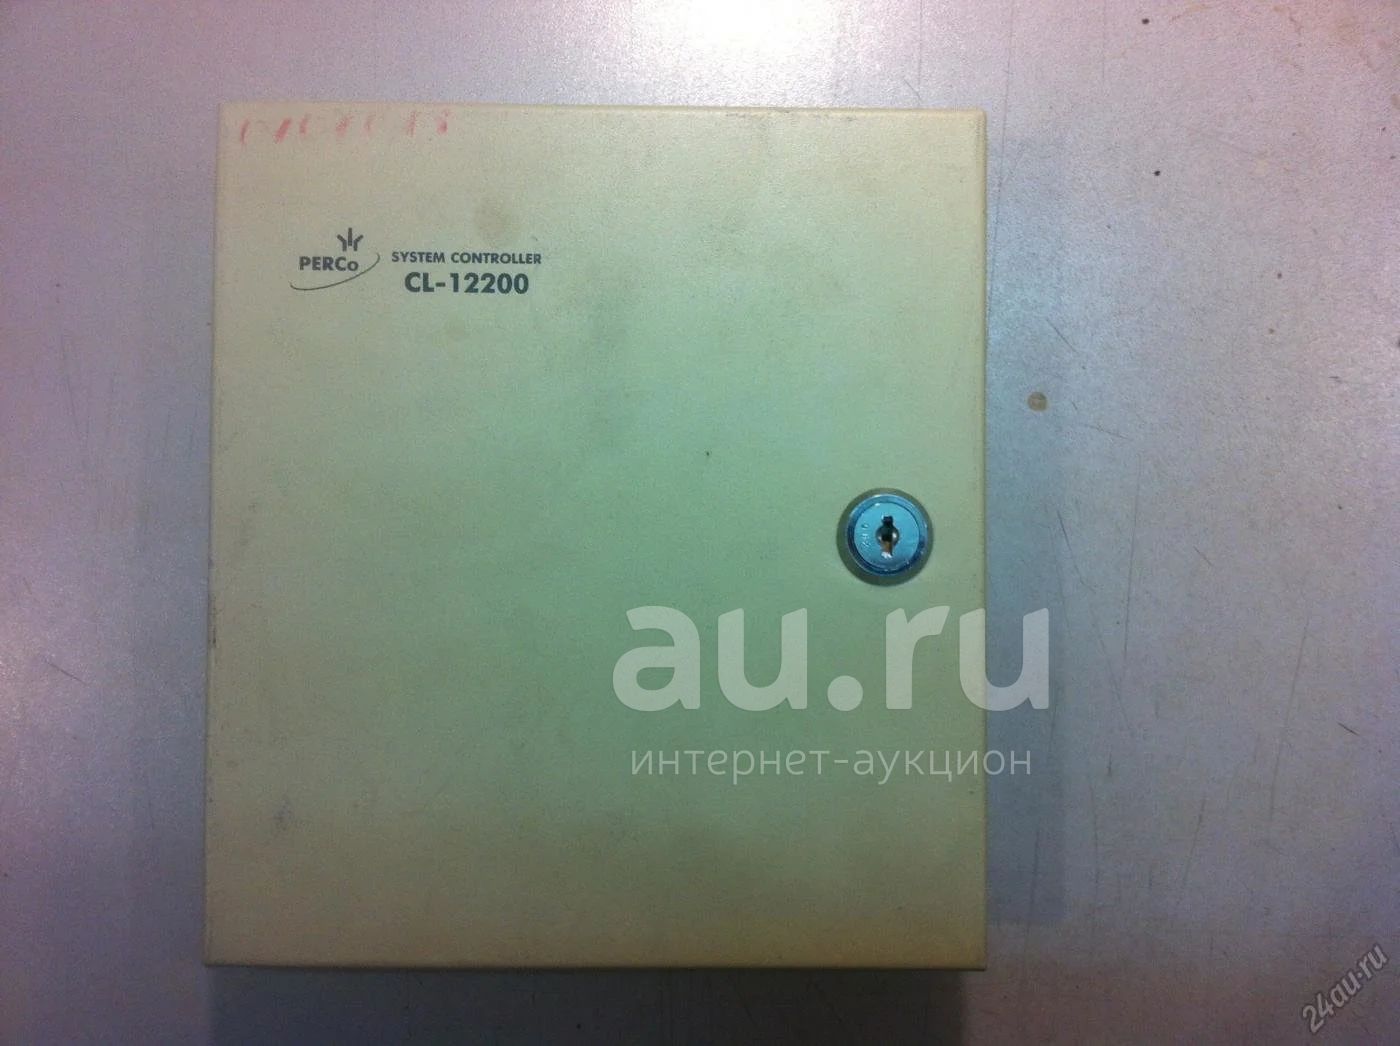 PERCo
SYSTEM CONTROLLER
CL-12200
au.ru
интернет-аукцион
24au.ru